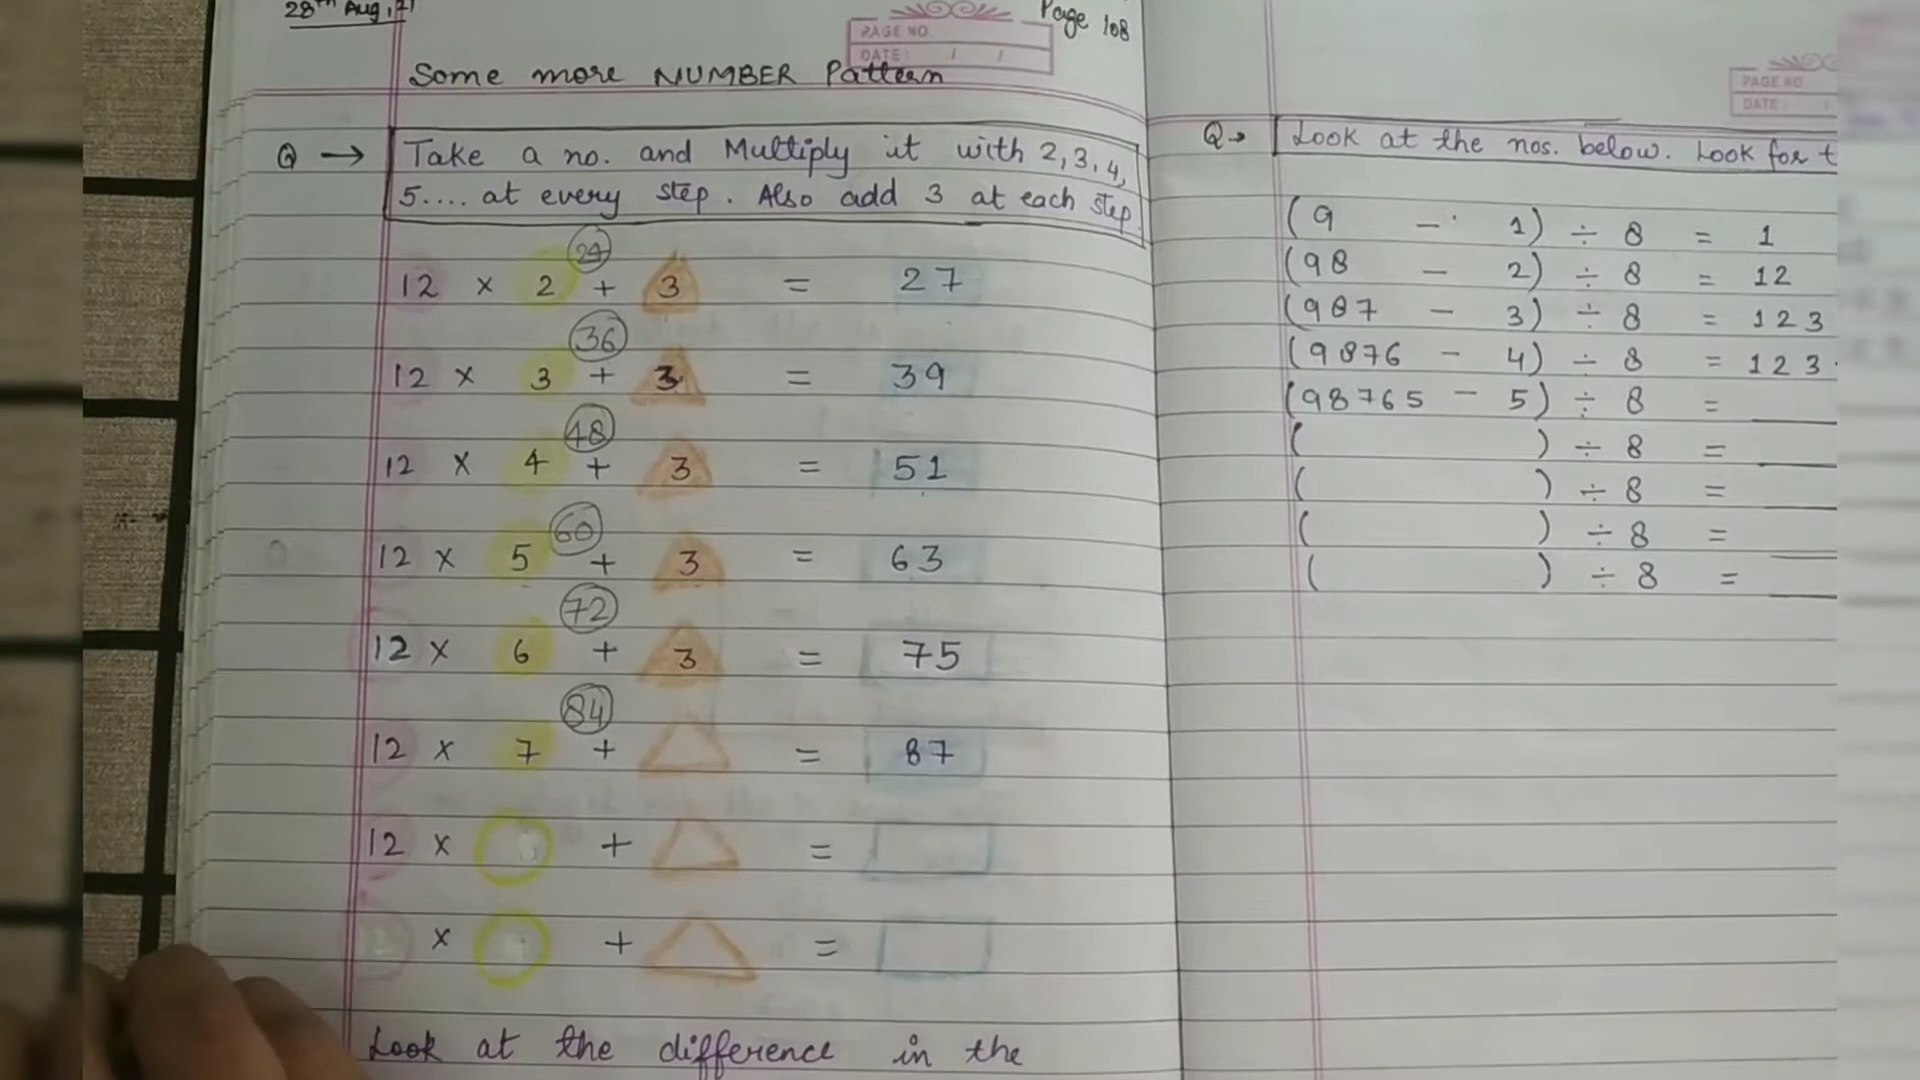 28th Aug, 21
Page 108
PAGE NO.
DATE: / /
Some more NUMBER Pattern
Q → Take a no. and Multiply it with 2, 3, 4,
5.... at every step. Also add 3 at each step.
24
12 × 2 + 3 = 27
36
12 × 3 + 3 = 39
48
12 × 4 + 3 = 51
60
12 × 5 + 3 = 63
72
12 × 6 + 3 = 75
84
12 × 7 + = 87
12 × + =
× + =
Look at the difference in the
PAGE NO.
DATE: /
Q → Look at the nos. below. Look for t
(9 - 1) ÷ 8 = 1
(98 - 2) ÷ 8 = 12
(987 - 3) ÷ 8 = 123
(9876 - 4) ÷ 8 = 123
(98765 - 5) ÷ 8 =
( ) ÷ 8 =
( ) ÷ 8 =
( ) ÷ 8 =
( ) ÷ 8 =